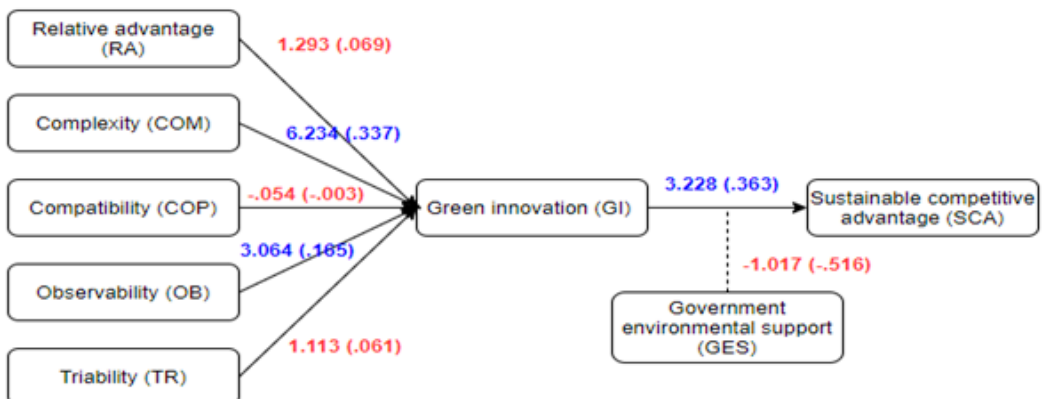 Relative advantage
(RA)
1.293 (.069)
Complexity (COM)
6.234 (.337)
Compatibility (COP)
-.054 (-.003)
Green innovation (GI)
3.228 (.363)
Sustainable competitive
advantage (SCA)
3.064 (.165)
-1.017 (-.516)
Observability (OB)
Government
environmental support
(GES)
1.113 (.061)
Triability (TR)